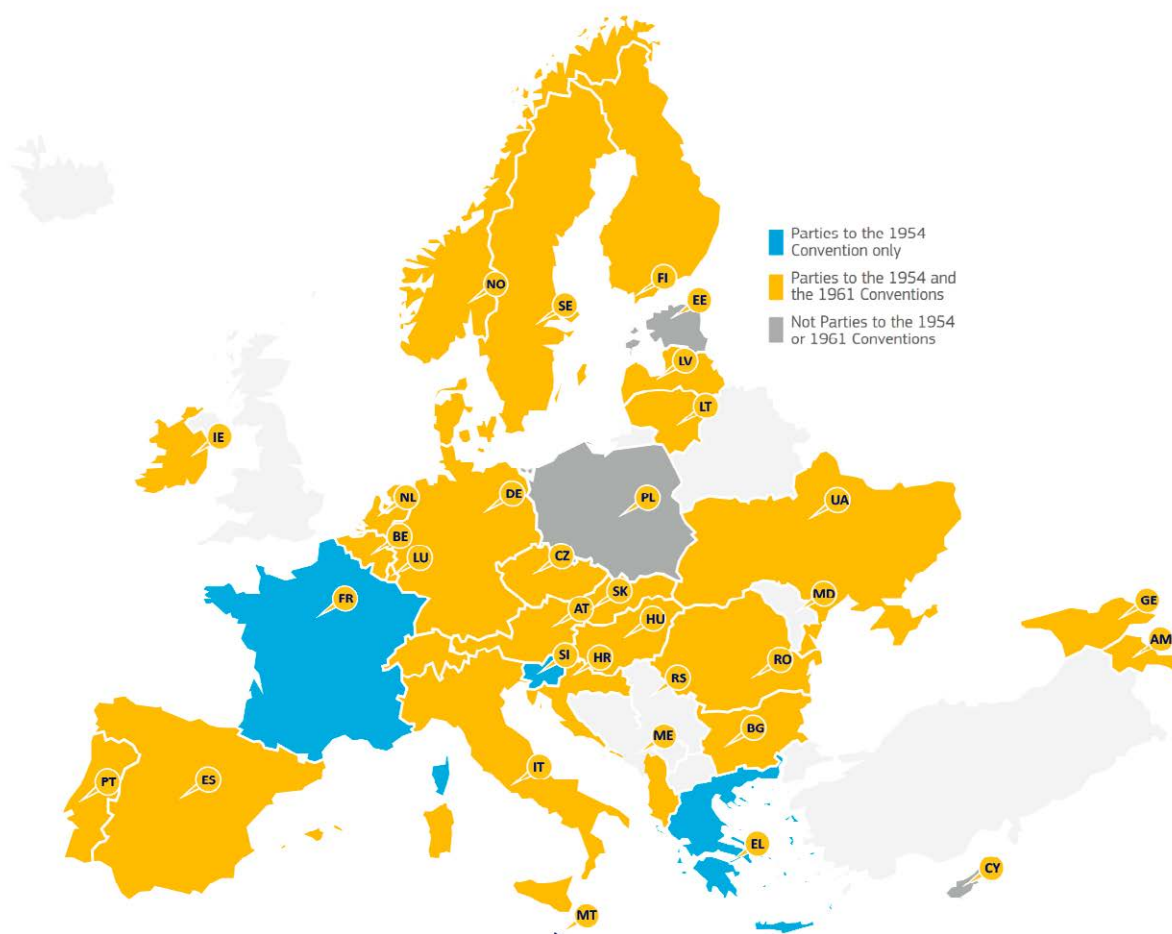 Parties to the 1954
Convention only
Parties to the 1954 and
the 1961 Conventions
Not Parties to the 1954
or 1961 Conventions
NO
SE
FI
EE
LV
LT
IE
NL
DE
PL
UA
BE
LU
CZ
FR
SK
MD
AT
HU
GE
AM
SI
HR
RO
RS
BG
ME
PT
ES
IT
EL
CY
MT